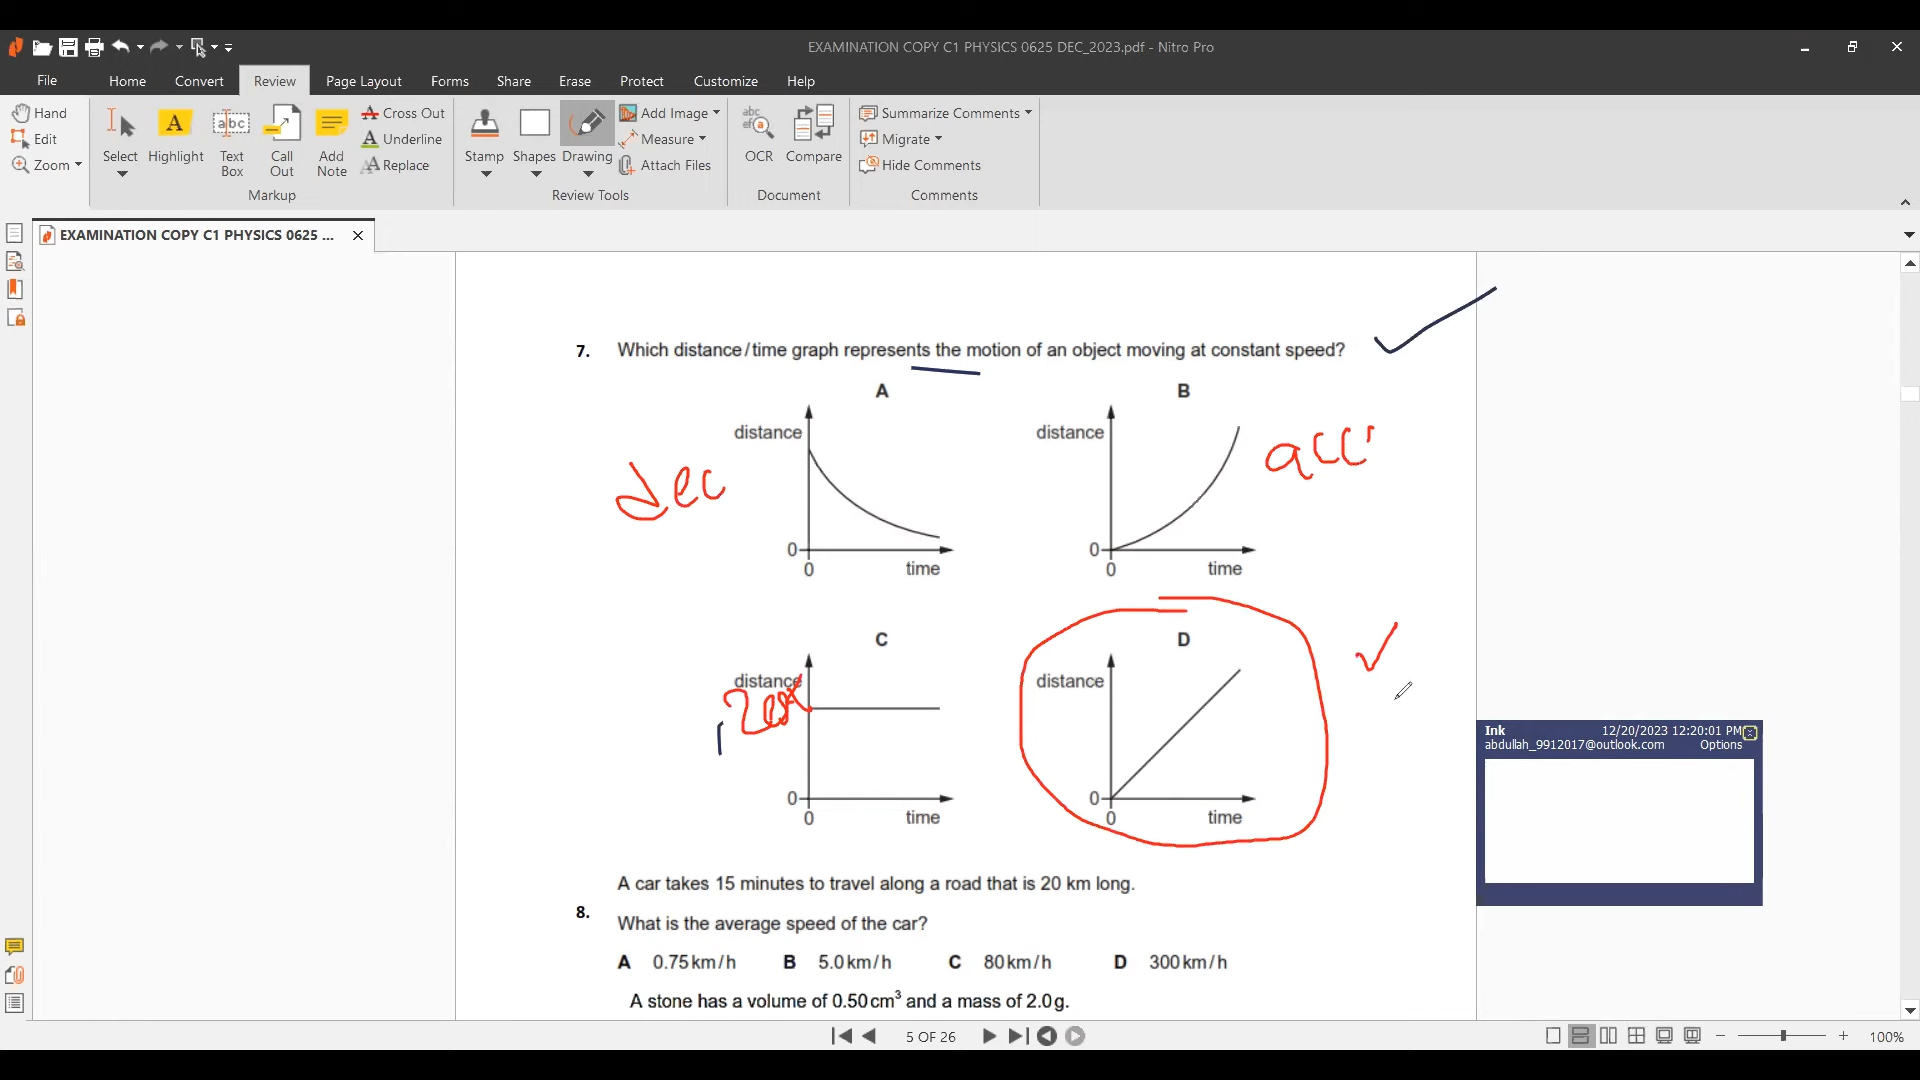 EXAMINATION COPY C1 PHYSICS 0625 DEC_2023.pdf - Nitro Pro
File Home Convert Review Page Layout Forms Share Erase Protect Customize Help
Hand
Edit
Zoom
Select
Highlight
Text Box
Call Out
Add Note
Cross Out
Underline
Replace
Markup
Stamp
Shapes
Drawing
Add Image
Measure
Attach Files
Review Tools
OCR
Compare
Document
Summarize Comments
Migrate
Hide Comments
Comments
EXAMINATION COPY C1 PHYSICS 0625 ...
7. Which distance/time graph represents the motion of an object moving at constant speed?
A
distance
0
0
time
dec
B
distance
0
0
time
acc
C
distance
0
0
time
D
distance
0
0
time
Ink 12/20/2023 12:20:01 PM
abdullah_9912017@outlook.com Options
A car takes 15 minutes to travel along a road that is 20 km long.
8. What is the average speed of the car?
A 0.75 km/h B 5.0 km/h C 80 km/h D 300 km/h
A stone has a volume of 0.50 cm³ and a mass of 2.0 g.
5 OF 26
100%